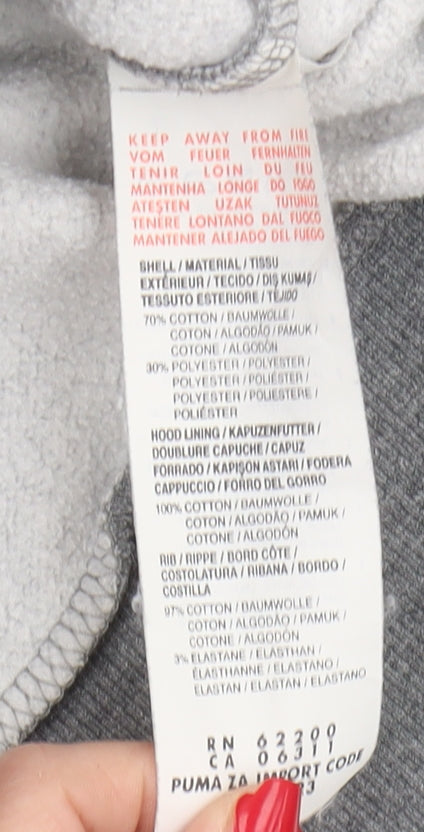 KEEP AWAY FROM FIRE
VOM FEUER FERNHALTEN
TENIR LOIN DU FEU
MANTENHA LONGE DO FOGO
ATEŞTEN UZAK TUTUNUZ
TENERE LONTANO DAL FUOCO
MANTENER ALEJADO DEL FUEGO
SHELL / MATERIAL / TISSU
EXTÉRIEUR / TECIDO / DIŞ KUMAŞ /
TESSUTO ESTERIORE / TEJIDO
70% COTTON / BAUMWOLLE /
COTON / ALGODÃO / PAMUK /
COTONE / ALGODÓN
30% POLYESTER / POLYESTER /
POLYESTER / POLIÉSTER /
POLYESTER / POLIESTERE /
POLIÉSTER
HOOD LINING / KAPUZENFUTTER /
DOUBLURE CAPUCHE / CAPUZ
FORRADO / KAPIŞON ASTARI / FODERA
CAPPUCCIO / FORRO DEL GORRO
100% COTTON / BAUMWOLLE /
COTON / ALGODÃO / PAMUK /
COTONE / ALGODÓN
RIB / RIPPE / BORD CÔTE /
COSTOLATURA / RIBANA / BORDO /
COSTILLA
97% COTTON / BAUMWOLLE /
COTON / ALGODÃO / PAMUK /
COTONE / ALGODÓN
3% ELASTANE / ELASTHAN /
ÉLASTHANNE / ELASTANO /
ELASTAN / ELASTAN / ELASTANO
RN 62200
CA 06311
PUMA ZA IMPORT CODE